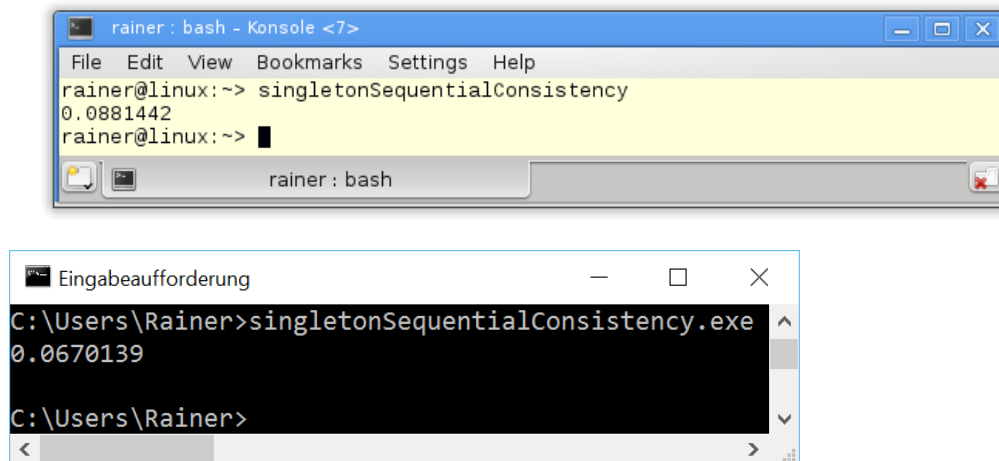 rainer : bash – Konsole <7>
File Edit View Bookmarks Settings Help
rainer@linux:~> singletonSequentialConsistency
0.0881442
rainer@linux:~>
rainer : bash
Eingabeaufforderung
C:\Users\Rainer>singletonSequentialConsistency.exe
0.0670139
C:\Users\Rainer>